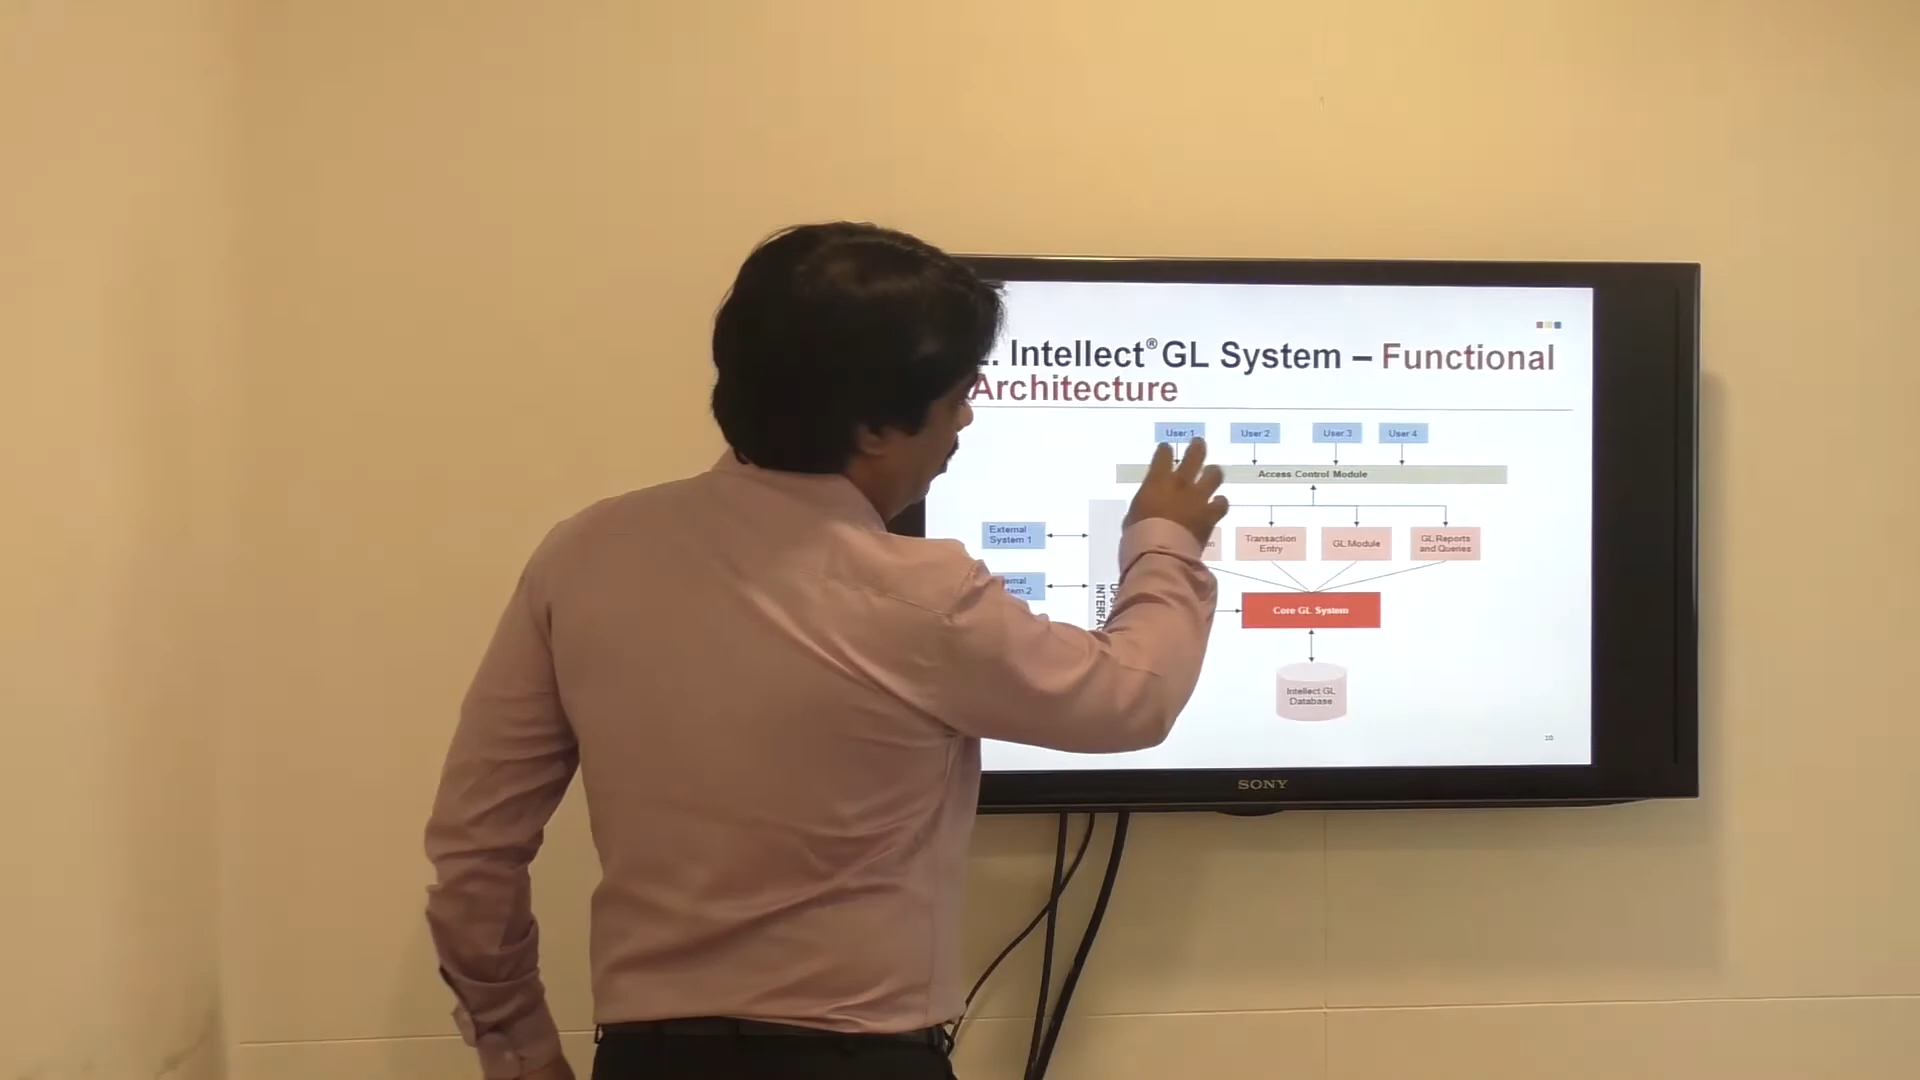 . Intellect® GL System – Functional
Architecture
User 1
User 2
User 3
User 4
Access Control Module
External
System 1
Transaction
Entry
GL Module
GL Reports
and Queries
Core GL System
Intellect GL
Database
10
SONY